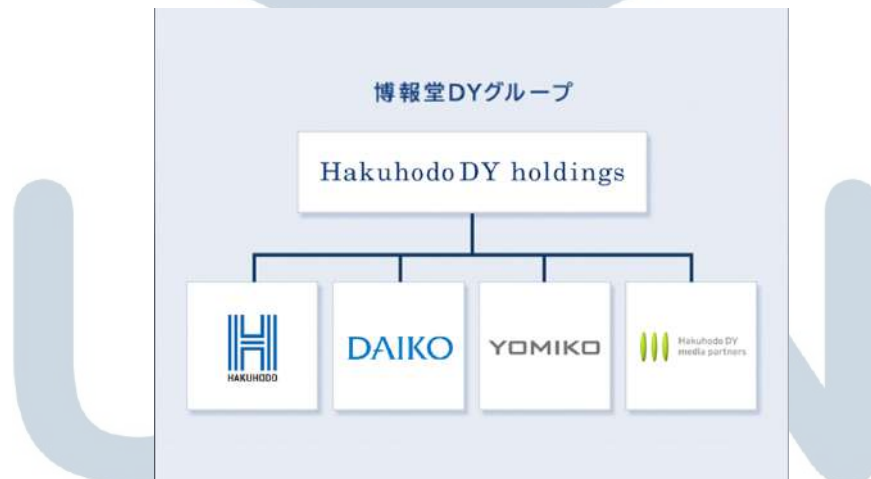 博報堂DYグループ
Hakuhodo DY holdings
HAKUHODO
DAIKO
YOMIKO
Hakuhodo DY
media partners